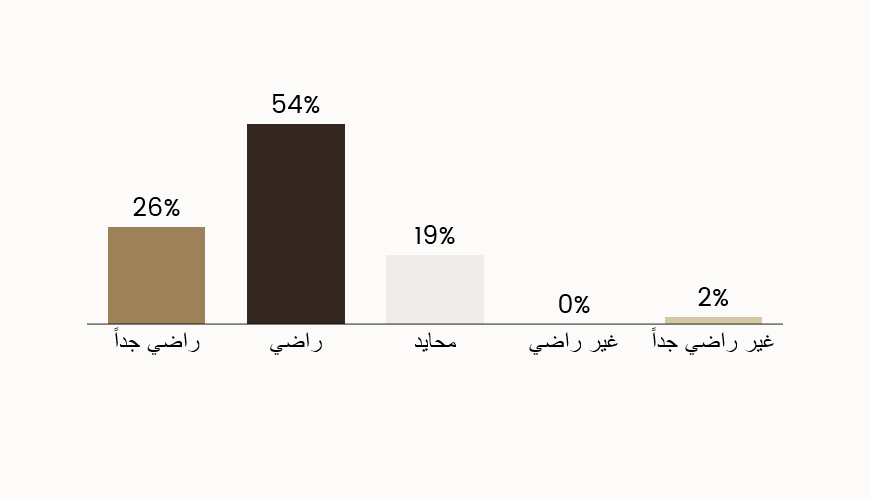 54%
26%
19%
0%
2%
راضي جداً
راضي
محايد
غير راضي
غير راضي جداً